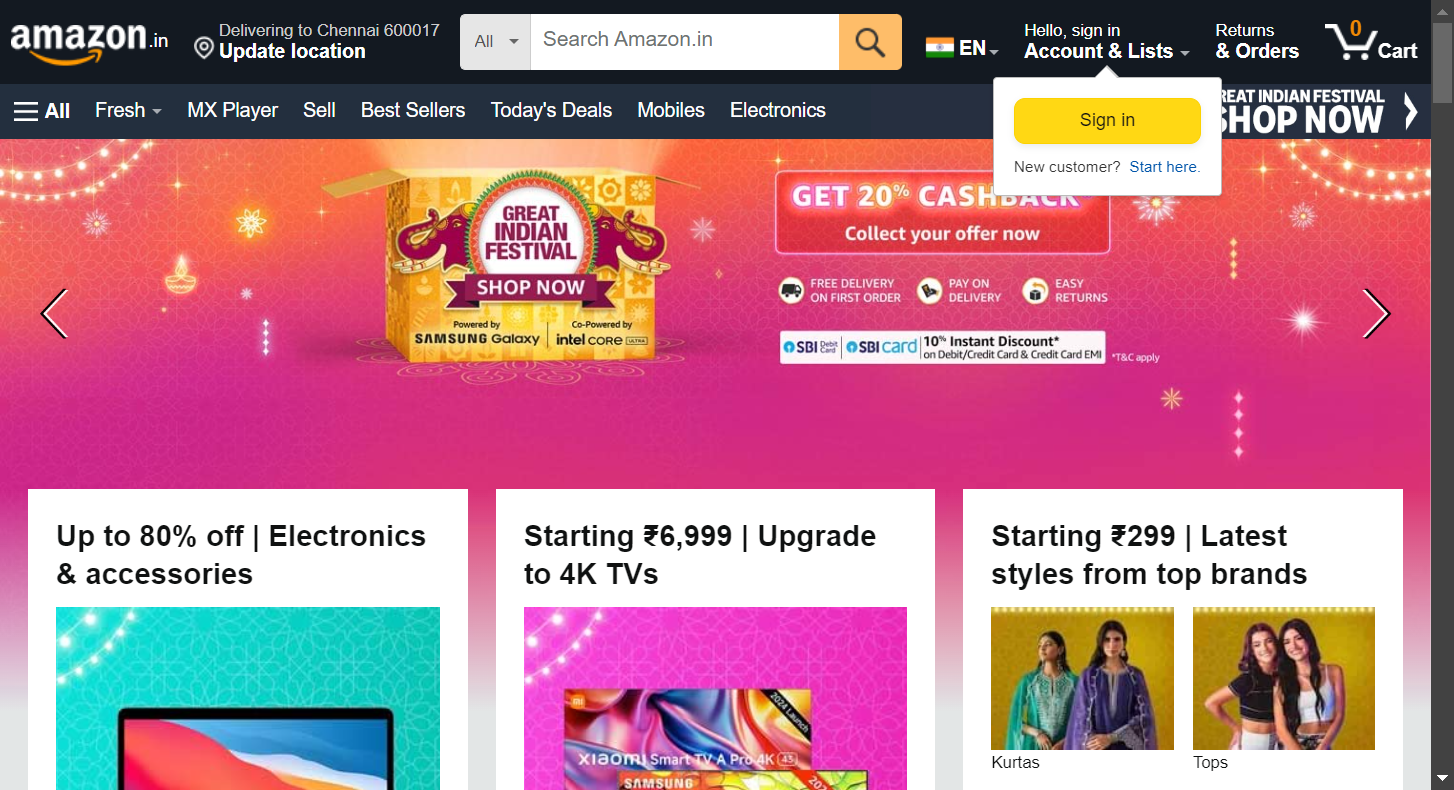 amazon.in
Delivering to Chennai 600017
Update location
All
Search Amazon.in
EN
Hello, sign in
Account & Lists
Returns
& Orders
0
Cart
All
Fresh
MX Player
Sell
Best Sellers
Today's Deals
Mobiles
Electronics
Sign in
New customer? Start here.
REAT INDIAN FESTIVAL
SHOP NOW
GREAT
INDIAN
FESTIVAL
SHOP NOW
Powered by
SAMSUNG Galaxy
Co-Powered by
intel CORE ULTRA
GET 20% CASHBACK
Collect your offer now
FREE DELIVERY
ON FIRST ORDER
PAY ON
DELIVERY
EASY
RETURNS
SBI Debit Card
SBI card
10% Instant Discount*
on Debit/Credit Card & Credit Card EMI
*T&C apply
Up to 80% off | Electronics
& accessories
Starting ₹6,999 | Upgrade
to 4K TVs
mi
2024 Launch
xiaomi Smart TV A Pro 4K 43
SAMSUNG
Starting ₹299 | Latest
styles from top brands
Kurtas
Tops